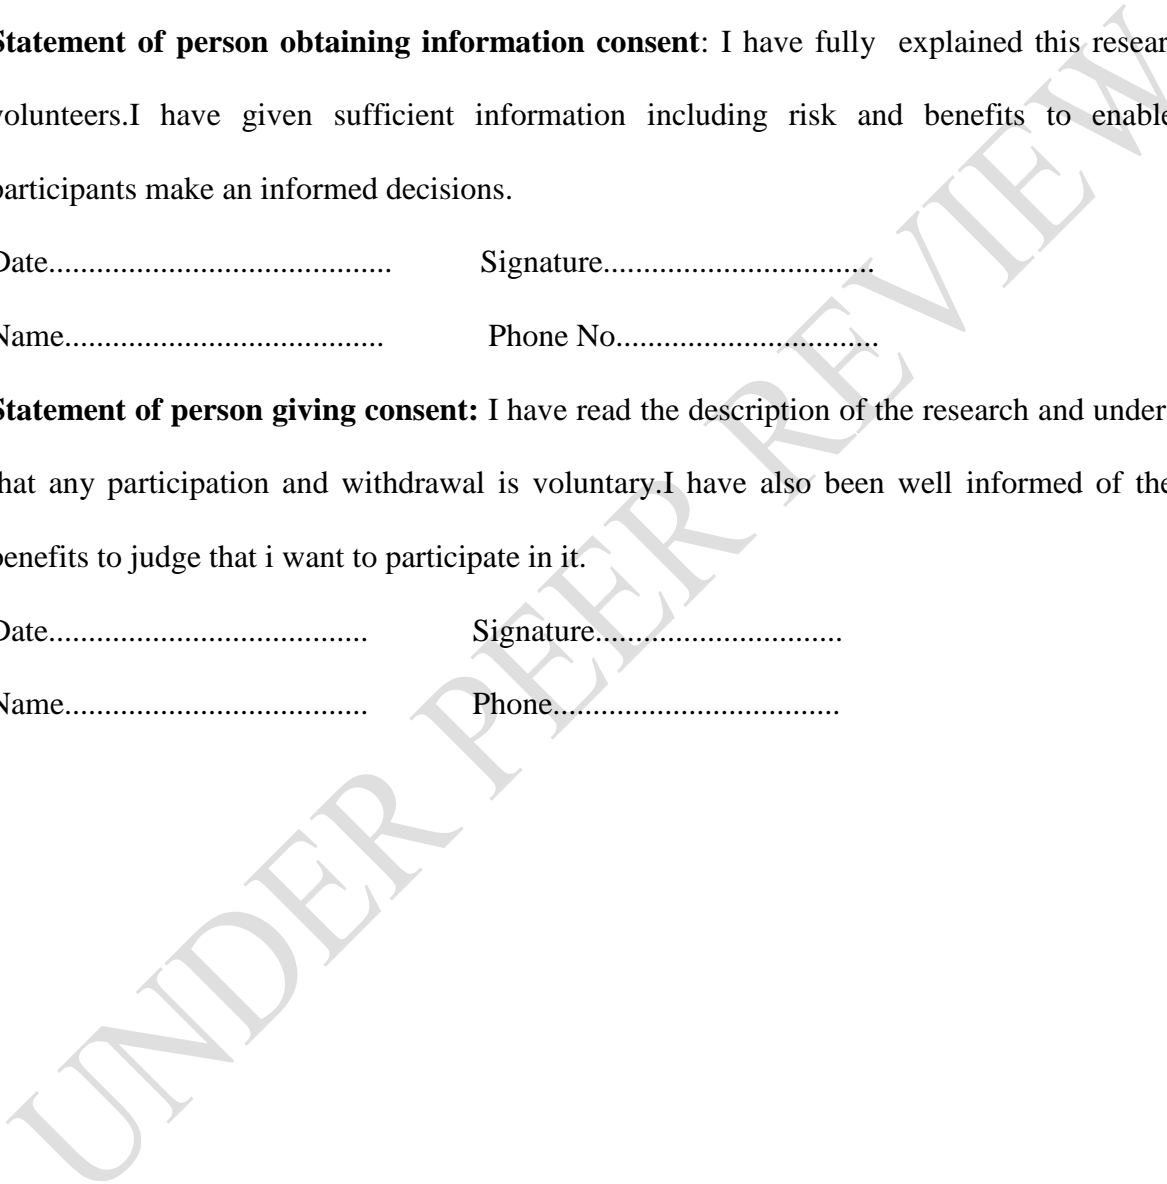 Statement of person obtaining information consent: I have fully explained this resear
volunteers.I have given sufficient information including risk and benefits to enable
participants make an informed decisions.
Date........................................... Signature..................................
Name........................................ Phone No.................................
Statement of person giving consent: I have read the description of the research and under
that any participation and withdrawal is voluntary.I have also been well informed of the
benefits to judge that i want to participate in it.
Date........................................ Signature...............................
Name...................................... Phone....................................
UNDER PEER REVIEW